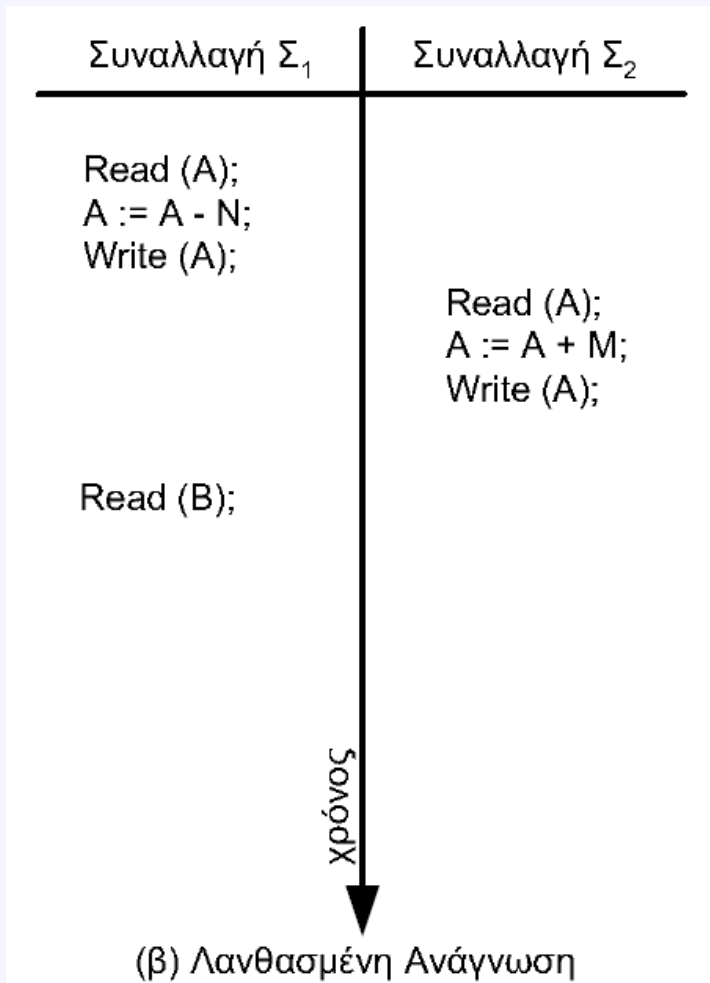 Συναλλαγή Σ1
Συναλλαγή Σ2
Read (A);
A := A - N;
Write (A);
Read (A);
A := A + M;
Write (A);
Read (B);
χρόνος
(β) Λανθασμένη Ανάγνωση